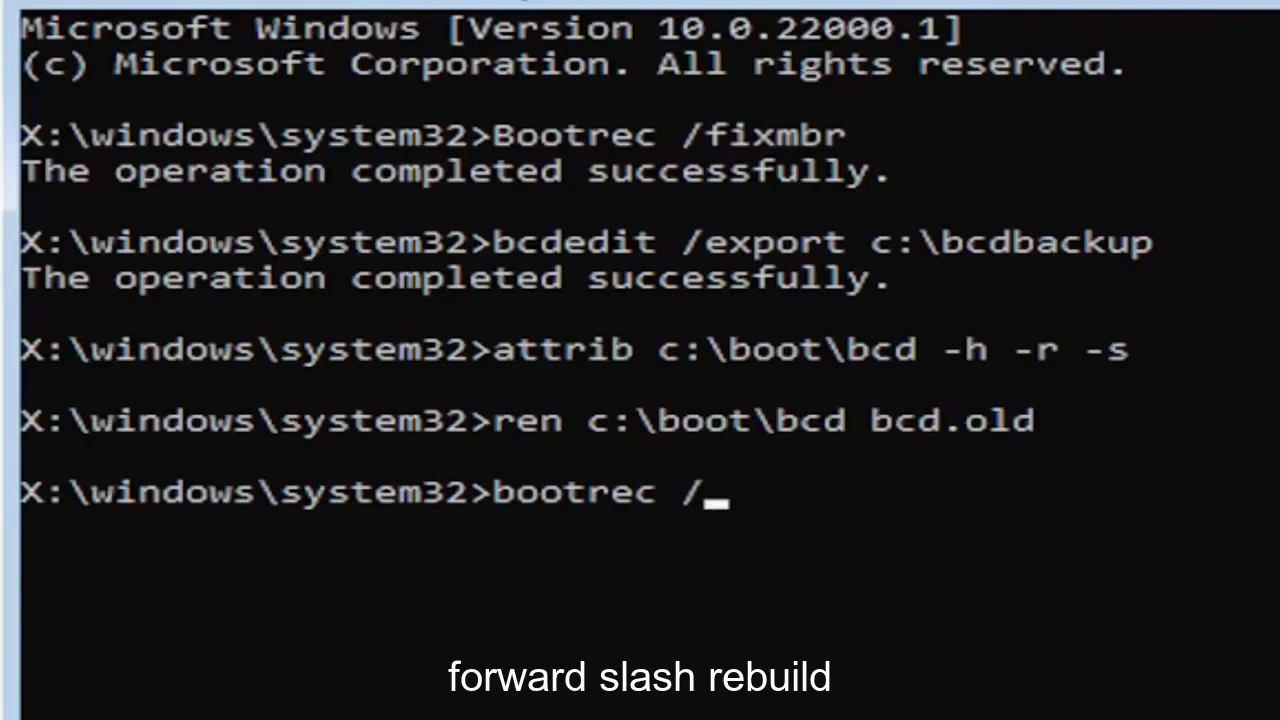 Microsoft Windows [Version 10.0.22000.1]
(c) Microsoft Corporation. All rights reserved.
X:\windows\system32>Bootrec /fixmbr
The operation completed successfully.
X:\windows\system32>bcdedit /export c:\bcdbackup
The operation completed successfully.
X:\windows\system32>attrib c:\boot\bcd -h -r -s
X:\windows\system32>ren c:\boot\bcd bcd.old
X:\windows\system32>bootrec /
forward slash rebuild